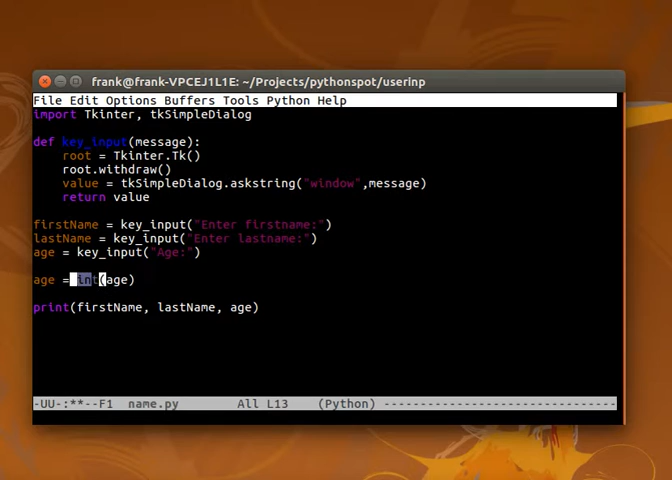 frank@frank-VPCEJ1L1E: ~/Projects/pythonspot/userinp
File Edit Options Buffers Tools Python Help
import Tkinter, tkSimpleDialog
def key_input(message):
    root = Tkinter.Tk()
    root.withdraw()
    value = tkSimpleDialog.askstring("window",message)
    return value
firstName = key_input("Enter firstname:")
lastName = key_input("Enter lastname:")
age = key_input("Age:")
age = int(age)
print(firstName, lastName, age)
-UU-:**--F1  name.py        All L13    (Python) --------------------------------